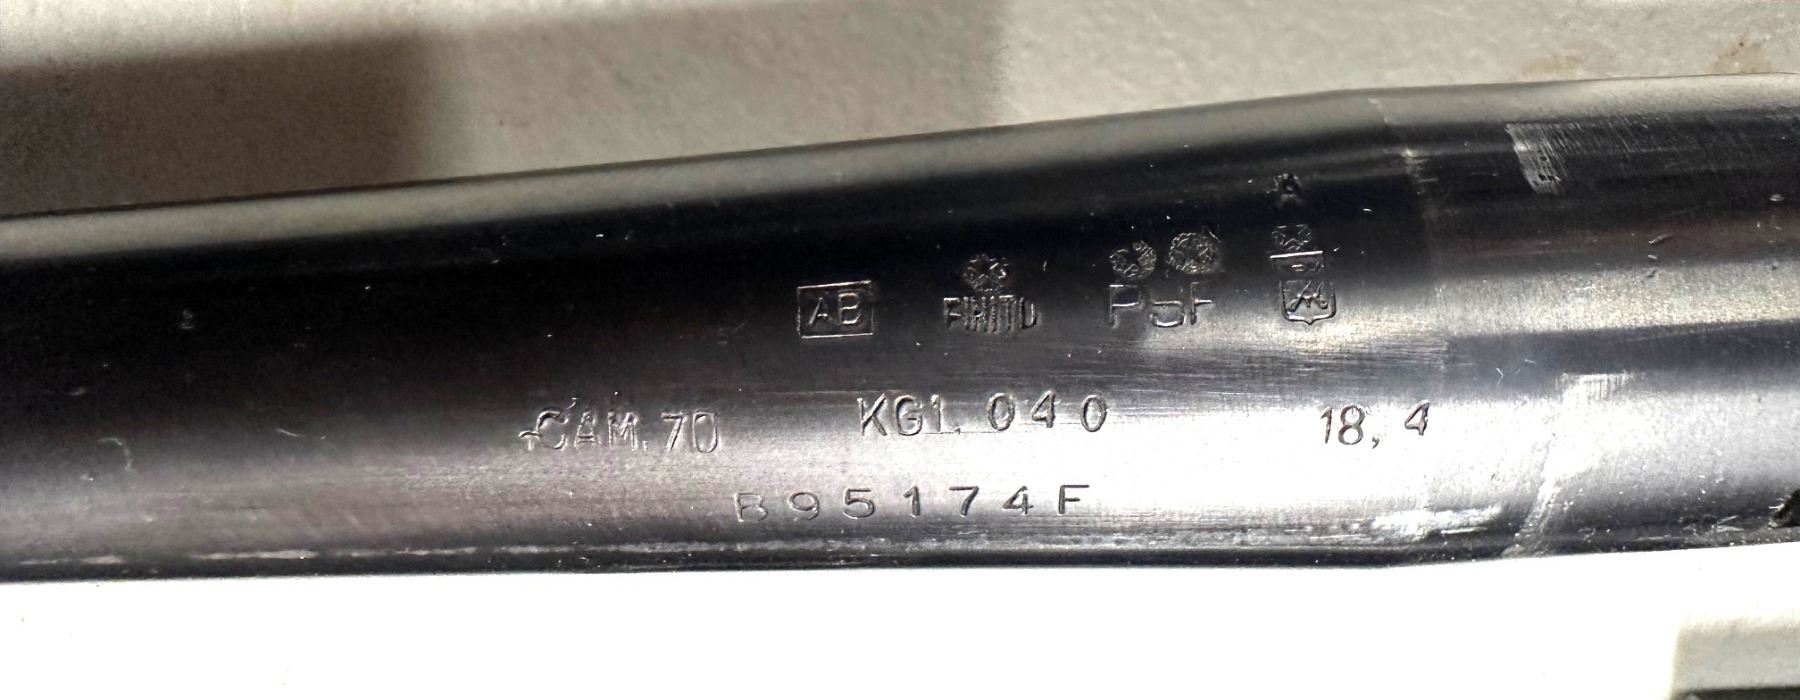 AB FINITO PSF
CAM. 70 KG1. 040 18,4
B95174F